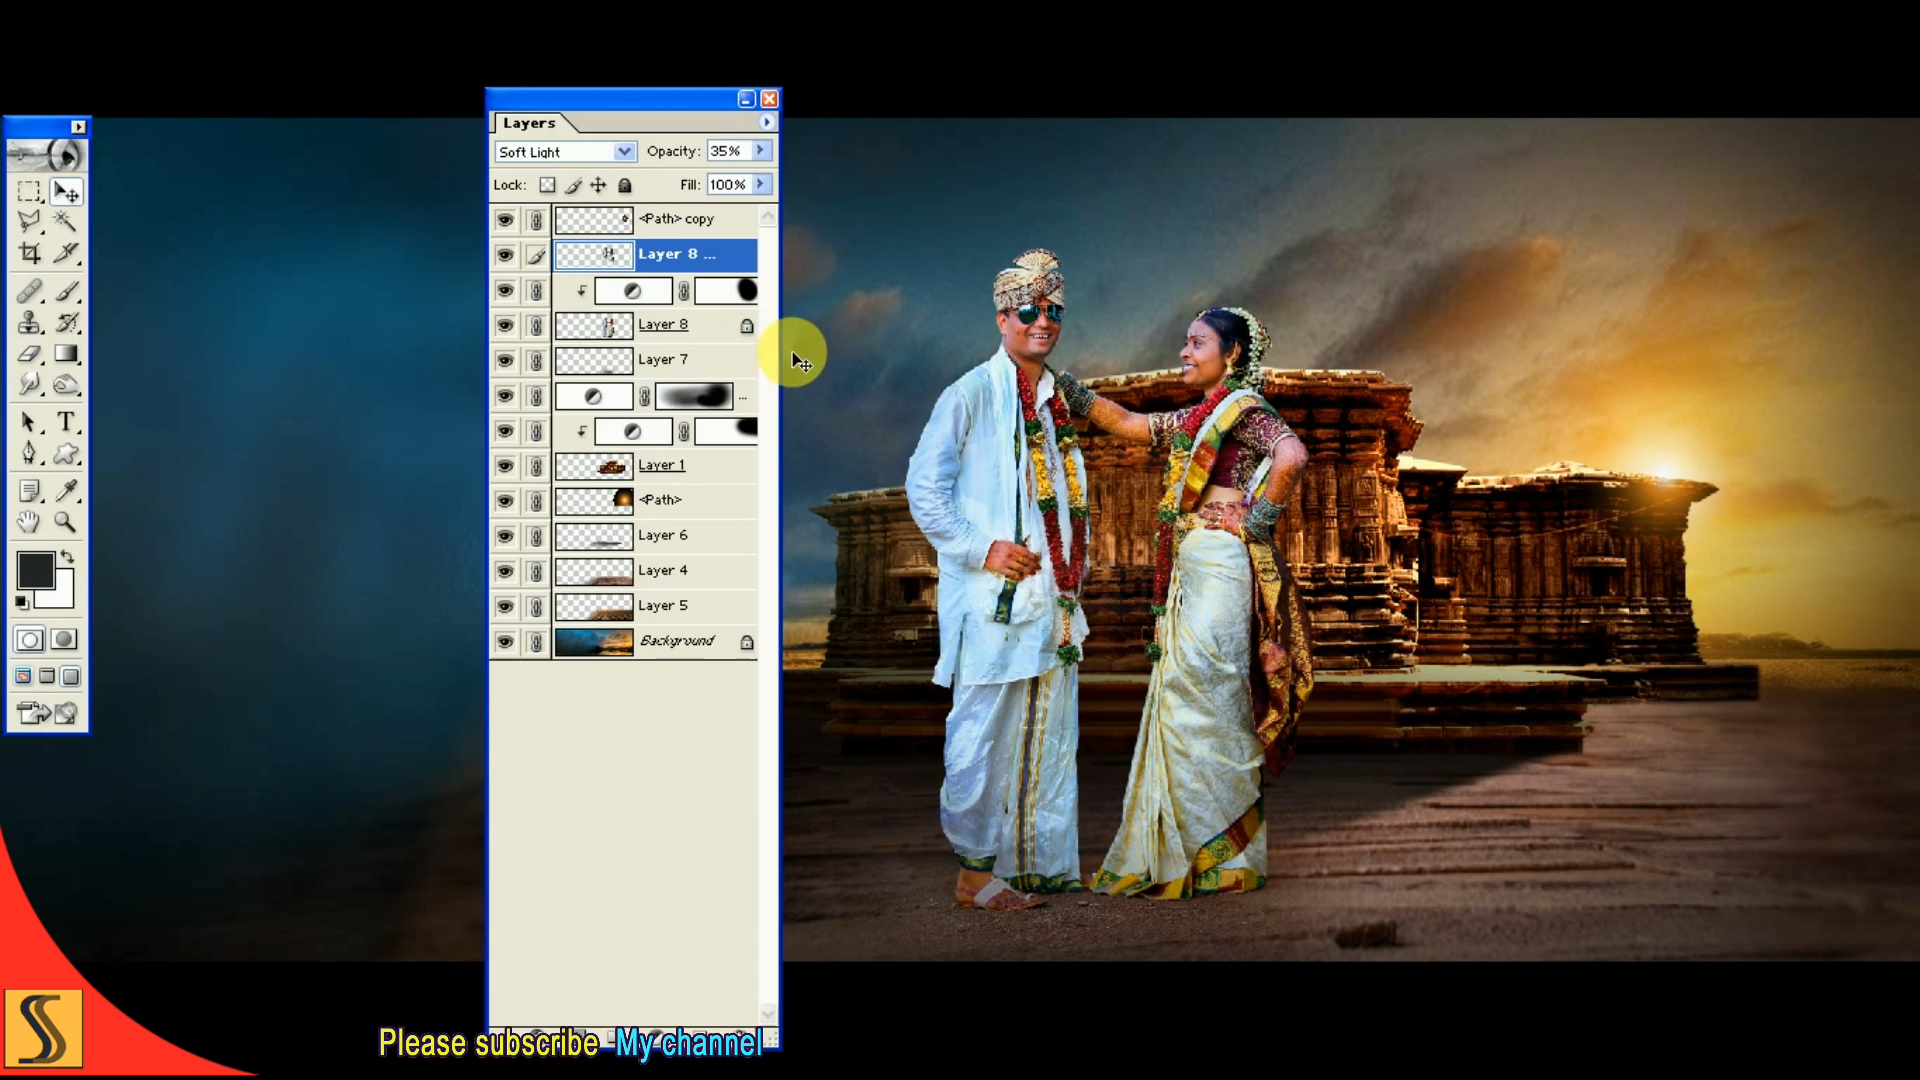 Layers
Soft Light Opacity: 35%
Lock: Fill: 100%
<Path> copy
Layer 8 ...
Layer 8
Layer 7
...
Layer 1
<Path>
Layer 6
Layer 4
Layer 5
Background
T
Please subscribe My channel